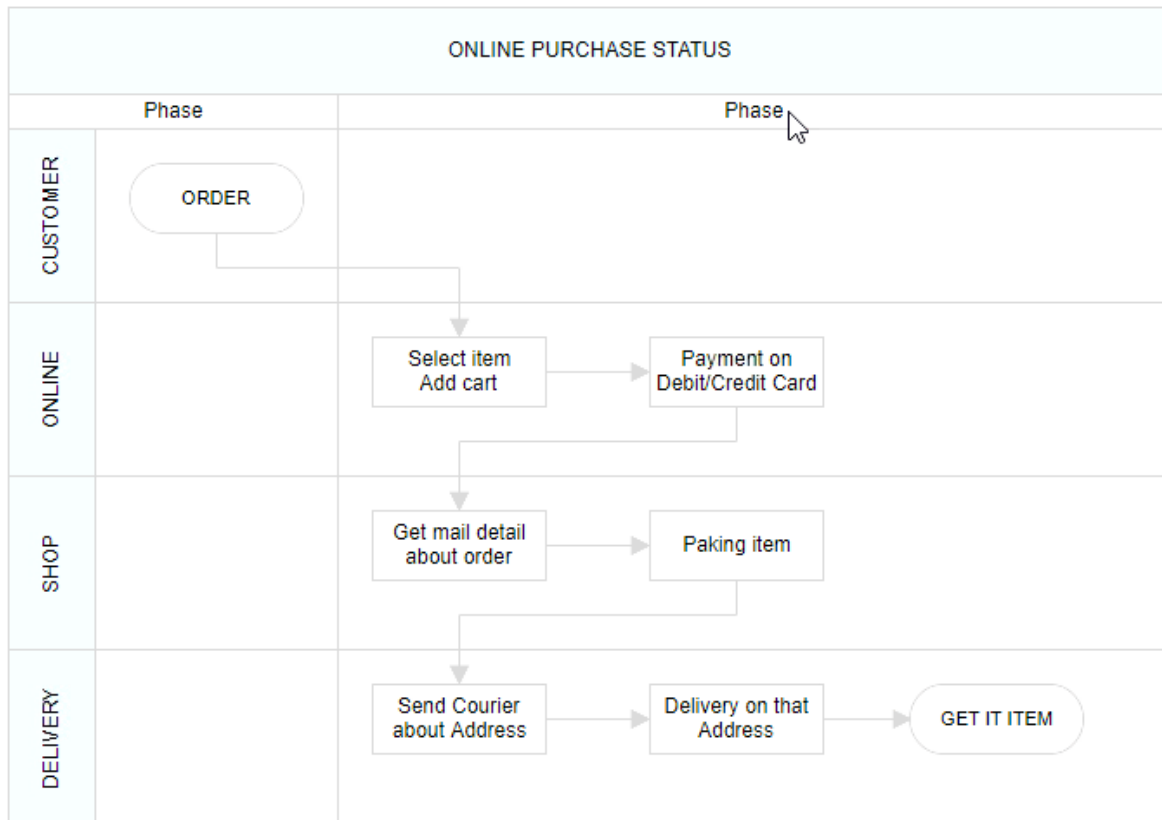 ONLINE PURCHASE STATUS
Phase
Phase
CUSTOMER
ORDER
ONLINE
Select item
Add cart
Payment on
Debit/Credit Card
SHOP
Get mail detail
about order
Paking item
DELIVERY
Send Courier
about Address
Delivery on that
Address
GET IT ITEM